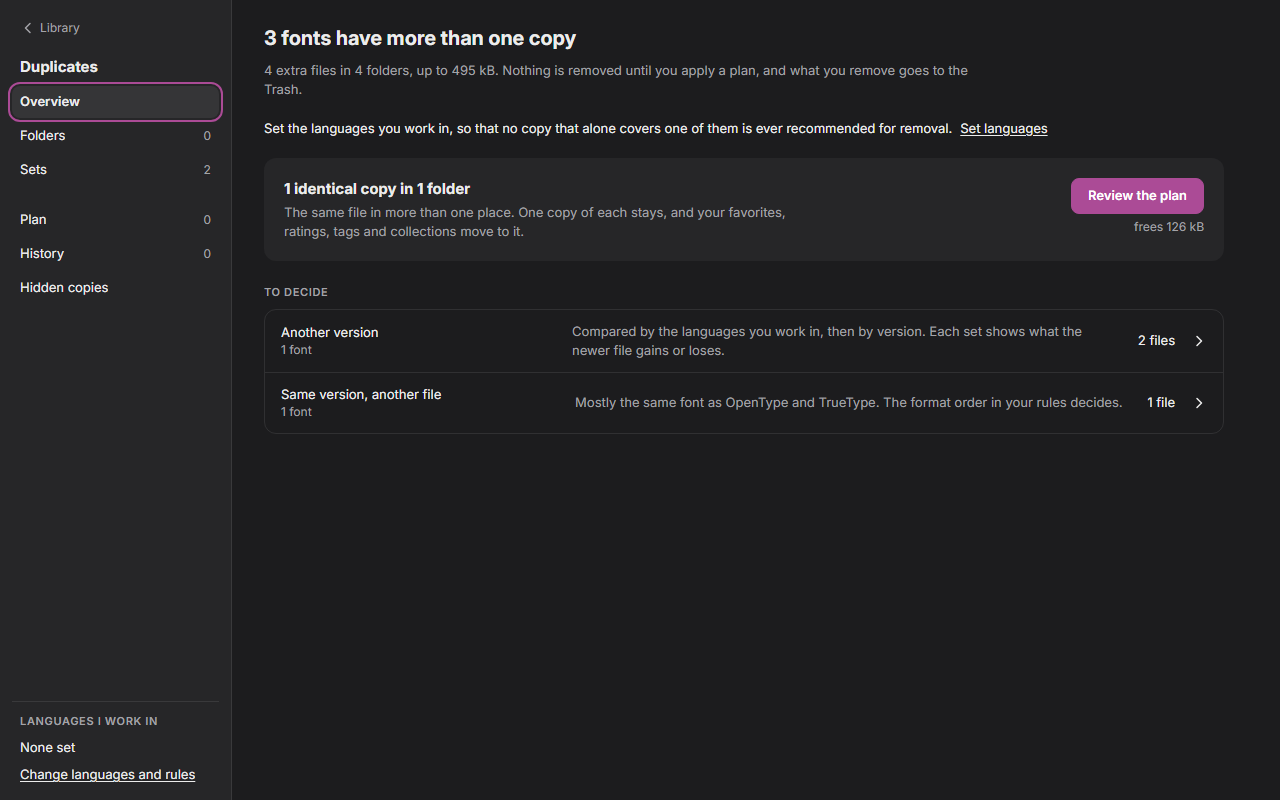 Library
Duplicates
Overview
Folders 0
Sets 2
Plan 0
History 0
Hidden copies
LANGUAGES I WORK IN
None set
Change languages and rules
3 fonts have more than one copy
4 extra files in 4 folders, up to 495 kB. Nothing is removed until you apply a plan, and what you remove goes to the
Trash.
Set the languages you work in, so that no copy that alone covers one of them is ever recommended for removal. Set languages
1 identical copy in 1 folder
The same file in more than one place. One copy of each stays, and your favorites,
ratings, tags and collections move to it.
Review the plan
frees 126 kB
TO DECIDE
Another version
1 font
Compared by the languages you work in, then by version. Each set shows what the
newer file gains or loses.
2 files
Same version, another file
1 font
Mostly the same font as OpenType and TrueType. The format order in your rules decides.
1 file